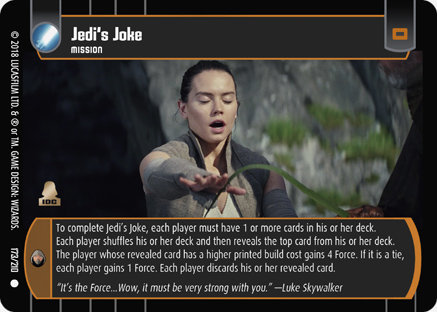 Jedi's Joke
MISSION
© 2018 LUCASFILM LTD. & ® or TM. GAME DESIGN: WIZARDS.
173/210
IDC
To complete Jedi's Joke, each player must have 1 or more cards in his or her deck.
Each player shuffles his or her deck and then reveals the top card from his or her deck.
The player whose revealed card has a higher printed build cost gains 4 Force. If it is a tie,
each player gains 1 Force. Each player discards his or her revealed card.
"It's the Force...Wow, it must be very strong with you." —Luke Skywalker